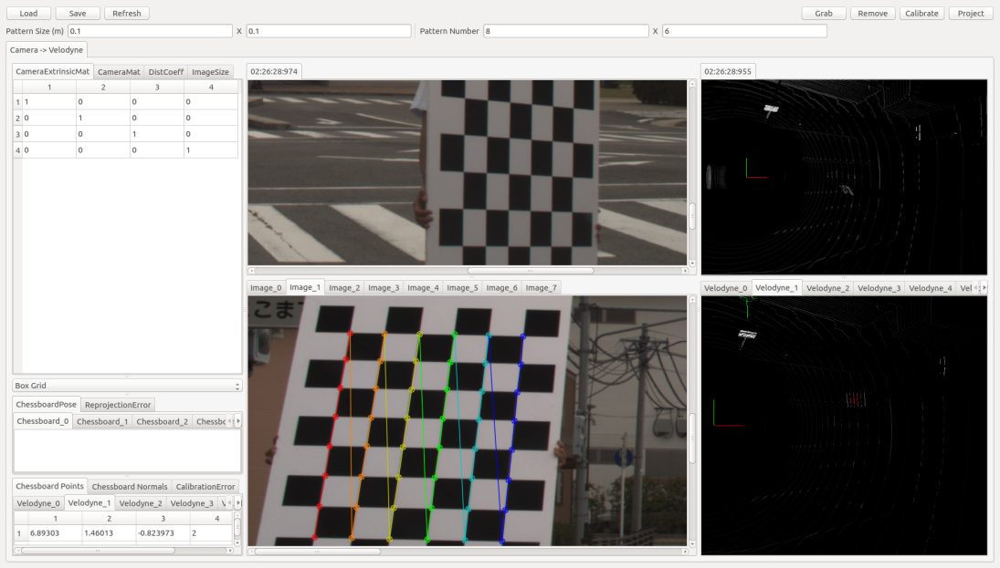 Load Save Refresh Grab Remove Calibrate Project
Pattern Size (m) 0.1 X 0.1 Pattern Number 8 X 6
Camera -> Velodyne
CameraExtrinsicMat CameraMat DistCoeff ImageSize
1 2 3 4
1 1 0 0 0
2 0 1 0 0
3 0 0 1 0
4 0 0 0 1
02:26:28:974
02:26:28:955
Box Grid
ChessboardPose ReprojectionError
Chessboard_0 Chessboard_1 Chessboard_2
Chessboard Points Chessboard Normals CalibrationError
Velodyne_0 Velodyne_1 Velodyne_2 Velodyne_3
1 2 3 4
1 6.89303 1.46013 -0.823973 2
Image_0 Image_1 Image_2 Image_3 Image_4 Image_5 Image_6 Image_7
こま
Velodyne_0 Velodyne_1 Velodyne_2 Velodyne_3 Velodyne_4